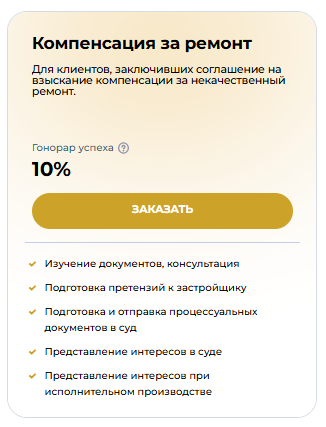 Компенсация за ремонт
Для клиентов, заключивших соглашение на
взыскание компенсации за некачественный
ремонт.
Гонорар успеха ?
10%
ЗАКАЗАТЬ
Изучение документов, консультация
Подготовка претензий к застройщику
Подготовка и отправка процессуальных
документов в суд
Представление интересов в суде
Представление интересов при
исполнительном производстве